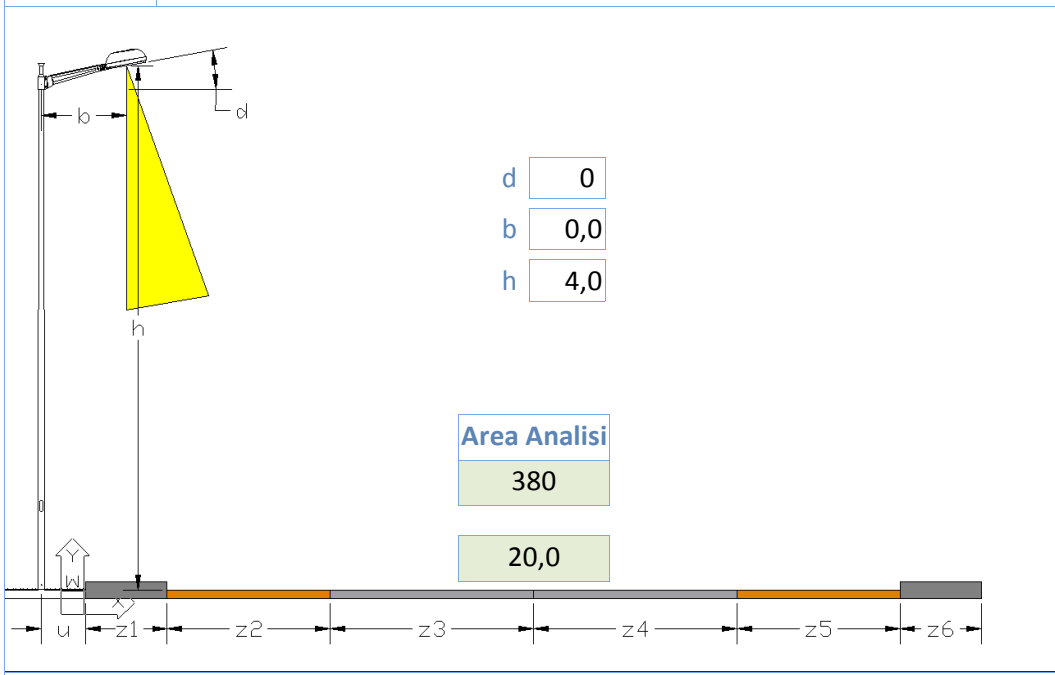 b
d
d 0
b 0,0
h 4,0
h
Area Analisi
380
20,0
Y
W
X
u z1 z2 z3 z4 z5 z6